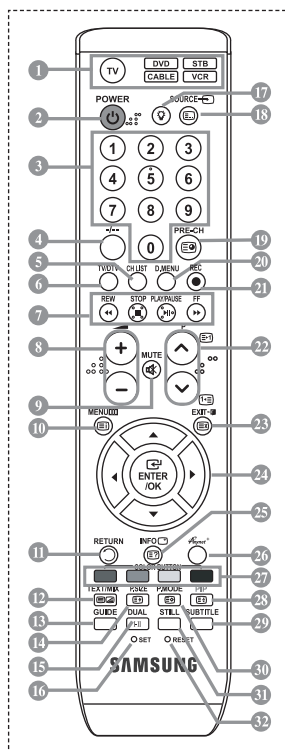 1 TV DVD STB
CABLE VCR
POWER SOURCE 17
2 18
3 1 2 3
4 5 6
7 8 9
4 -/-- 0 PRE-CH 19
5 20
6 TV/DTV CH LIST D.MENU REC 21
REW STOP PLAY/PAUSE FF
7
8 + P 22
9 MUTE
−
10 MENU EXIT 23
ENTER
/OK 24
25
11 RETURN INFO 26
COLOR BUTTON 27
12 TEXT/MIX P.SIZE P.MODE PIP 28
13 GUIDE DUAL STILL SUBTITLE 29
14 I-II 30
15 SET RESET 31
16 SAMSUNG 32